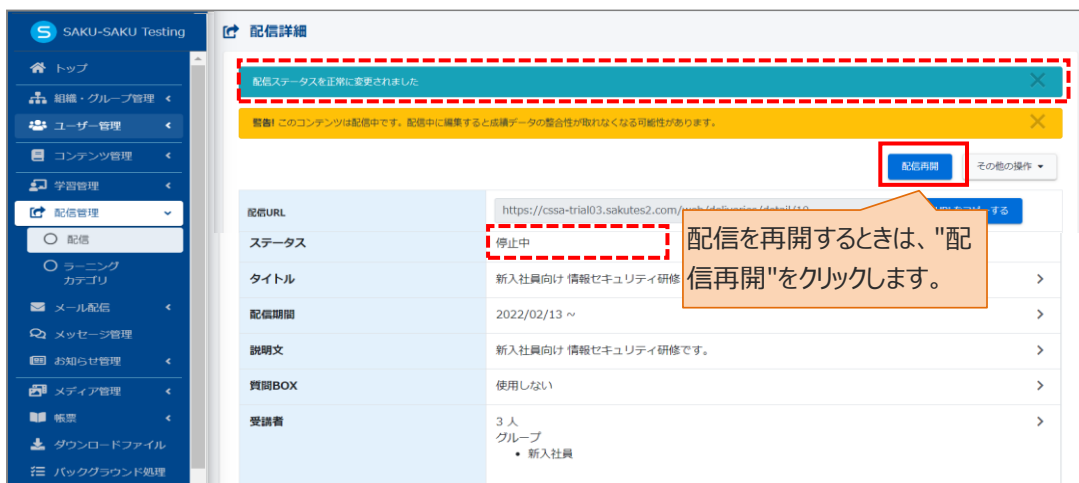 SAKU-SAKU Testing
配信詳細
トップ
組織・グループ管理
ユーザー管理
コンテンツ管理
学習管理
配信管理
配信
ラーニング
カテゴリ
メール配信
メッセージ管理
お知らせ管理
メディア管理
帳票
ダウンロードファイル
バックグラウンド処理
配信ステータスを正常に変更されました
警告! このコンテンツは配信中です。配信中に編集すると成績データの整合性が取れなくなる可能性があります。
配信再開
その他の操作
配信URL
https://cssa-trial03.sakutes2.com/
する
ステータス
停止中
配信を再開するときは、"配
信再開"をクリックします。
タイトル
新入社員向け 情報セキュリティ研修
配信期間
2022/02/13 ~
説明文
新入社員向け 情報セキュリティ研修です。
質問BOX
使用しない
受講者
3 人
グループ
• 新入社員